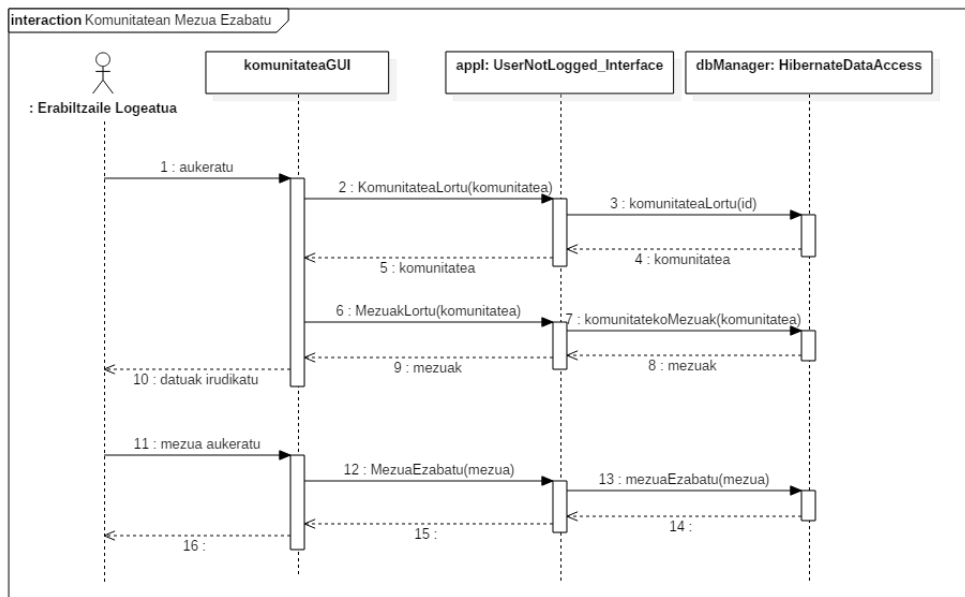 interaction Komunitatean Mezua Ezabatu
komunitateaGUI
appl: UserNotLogged_Interface
dbManager: HibernateDataAccess
: Erabiltzaile Logeatua
1 : aukeratu
2 : KomunitateaLortu(komunitatea)
3 : komunitateaLortu(id)
4 : komunitatea
5 : komunitatea
6 : MezuakLortu(komunitatea)
7 : komunitatekoMezuak(komunitatea)
8 : mezuak
9 : mezuak
10 : datuak irudikatu
11 : mezua aukeratu
12 : MezuaEzabatu(mezua)
13 : mezuaEzabatu(mezua)
14 :
15 :
16 :